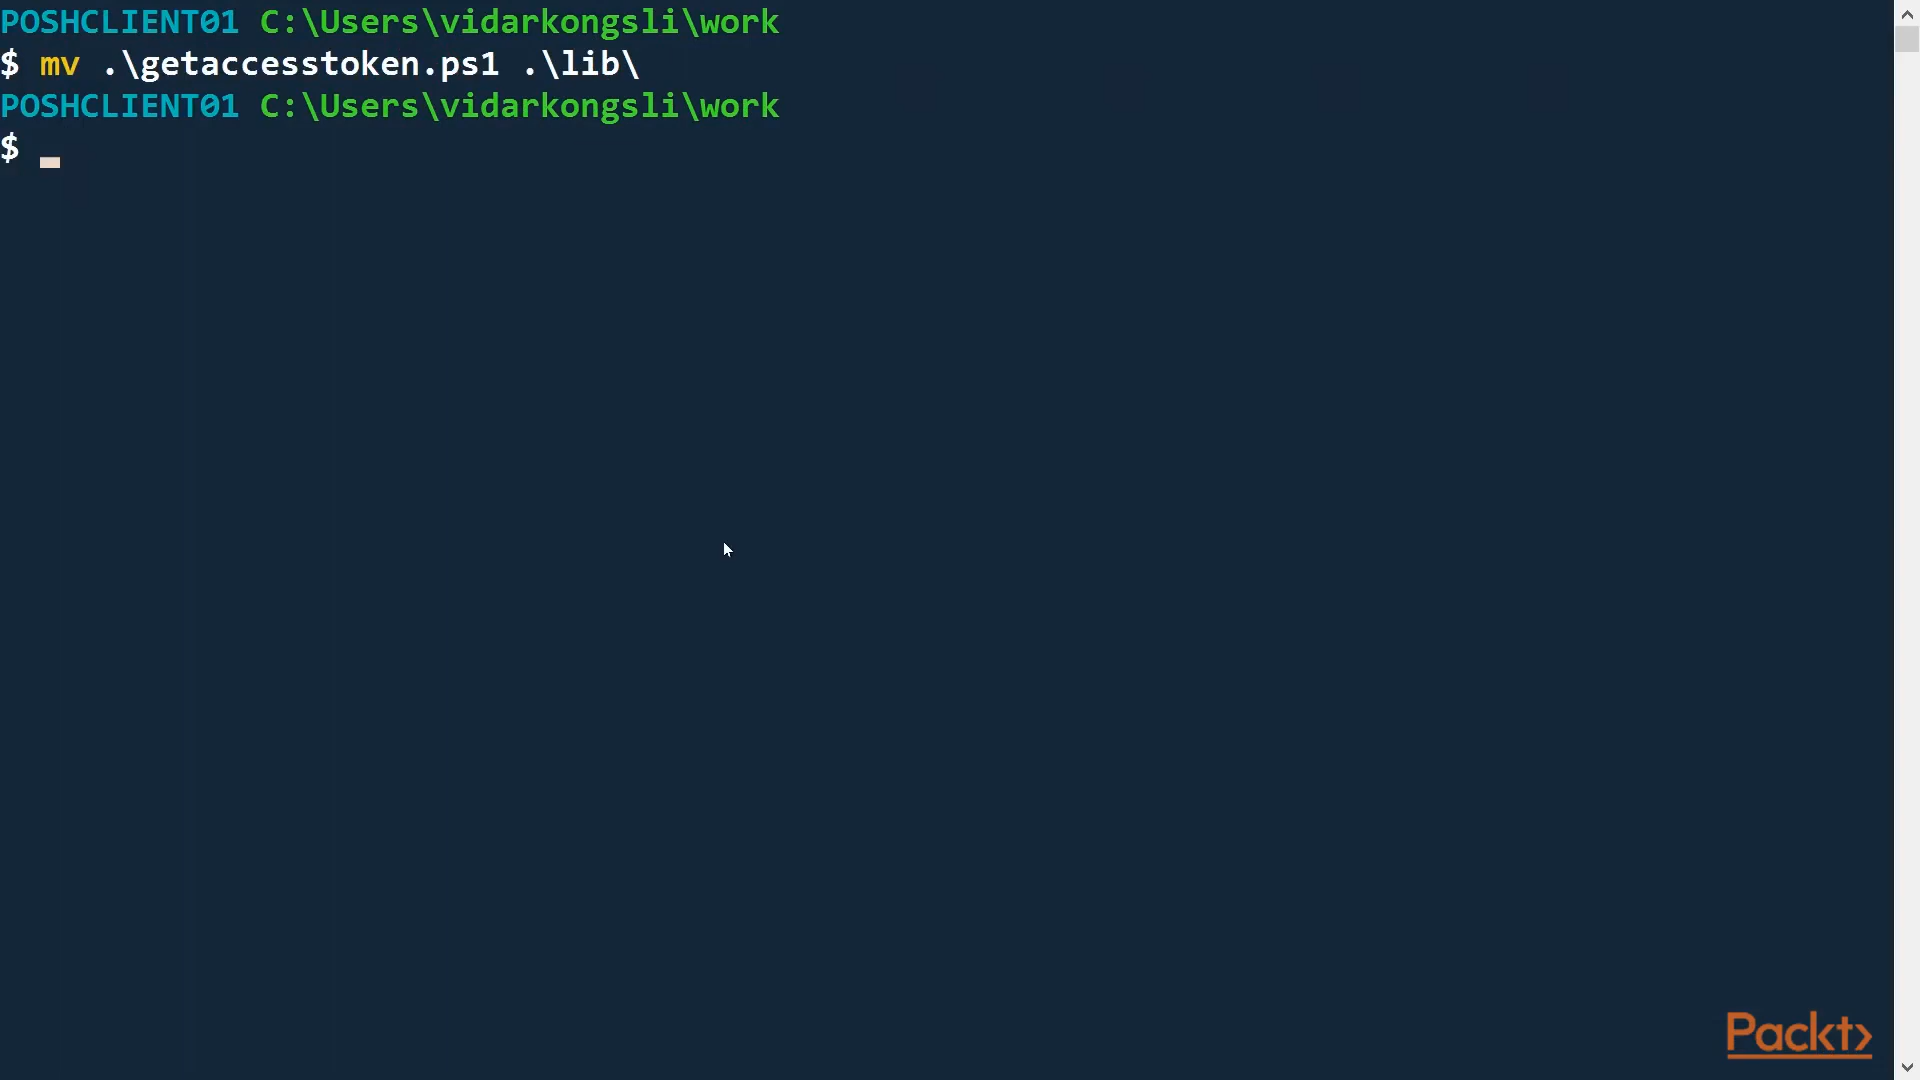 POSHCLIENT01 C:\Users\vidarkongsli\work
$ mv .\getaccesstoken.ps1 .\lib\
POSHCLIENT01 C:\Users\vidarkongsli\work
$
Packt>